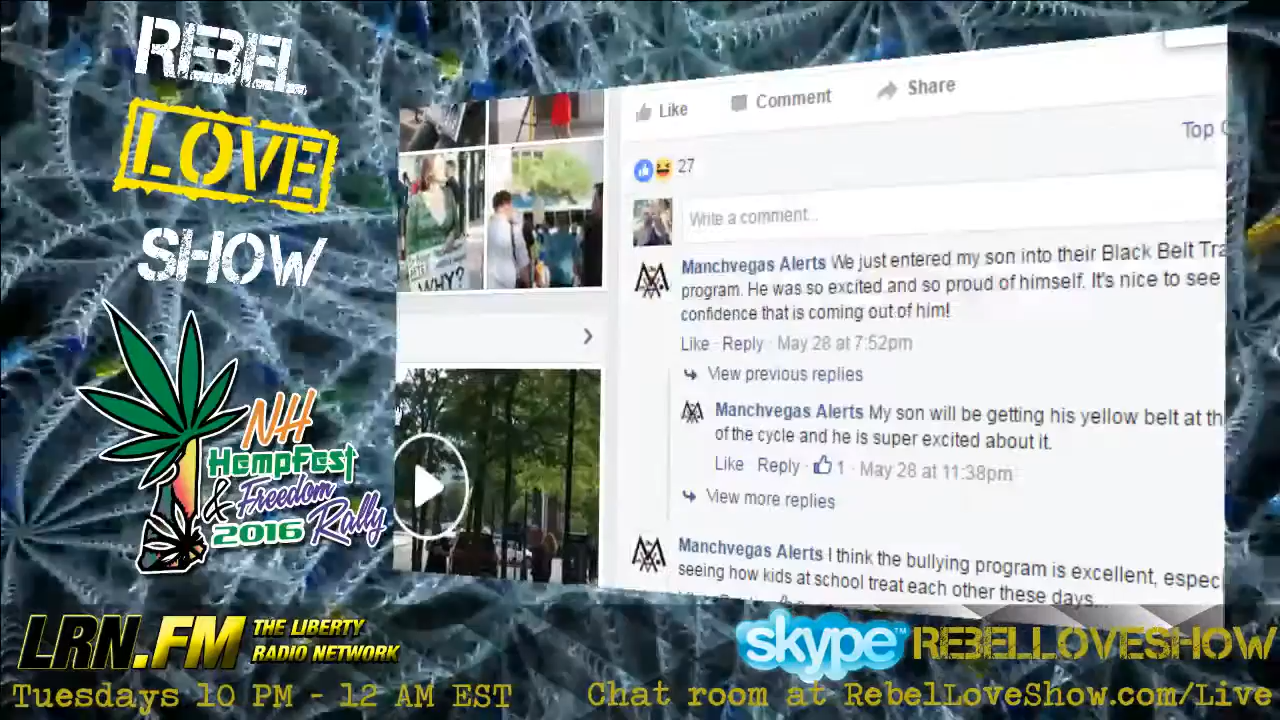 REBEL
LOVE
SHOW
NH
HempFest
& Freedom
2016 Rally
WHY?
Like Comment Share
Top
27
Write a comment...
Manchvegas Alerts We just entered my son into their Black Belt
program. He was so excited and so proud of himself. It's nice to see
confidence that is coming out of him!
Like · Reply · May 28 at 7:52pm
View previous replies
Manchvegas Alerts My son will be getting his yellow belt at
of the cycle and he is super excited about it.
Like · Reply · 1 · May 28 at 11:38pm
View more replies
Manchvegas Alerts I think the bullying program is excellent,
seeing how kids at school treat each other these days...
LRN.FM THE LIBERTY
RADIO NETWORK
skype™ REBELLOVESHOW
Tuesdays 10 PM - 12 AM EST
Chat room at RebelLoveShow.com/Live